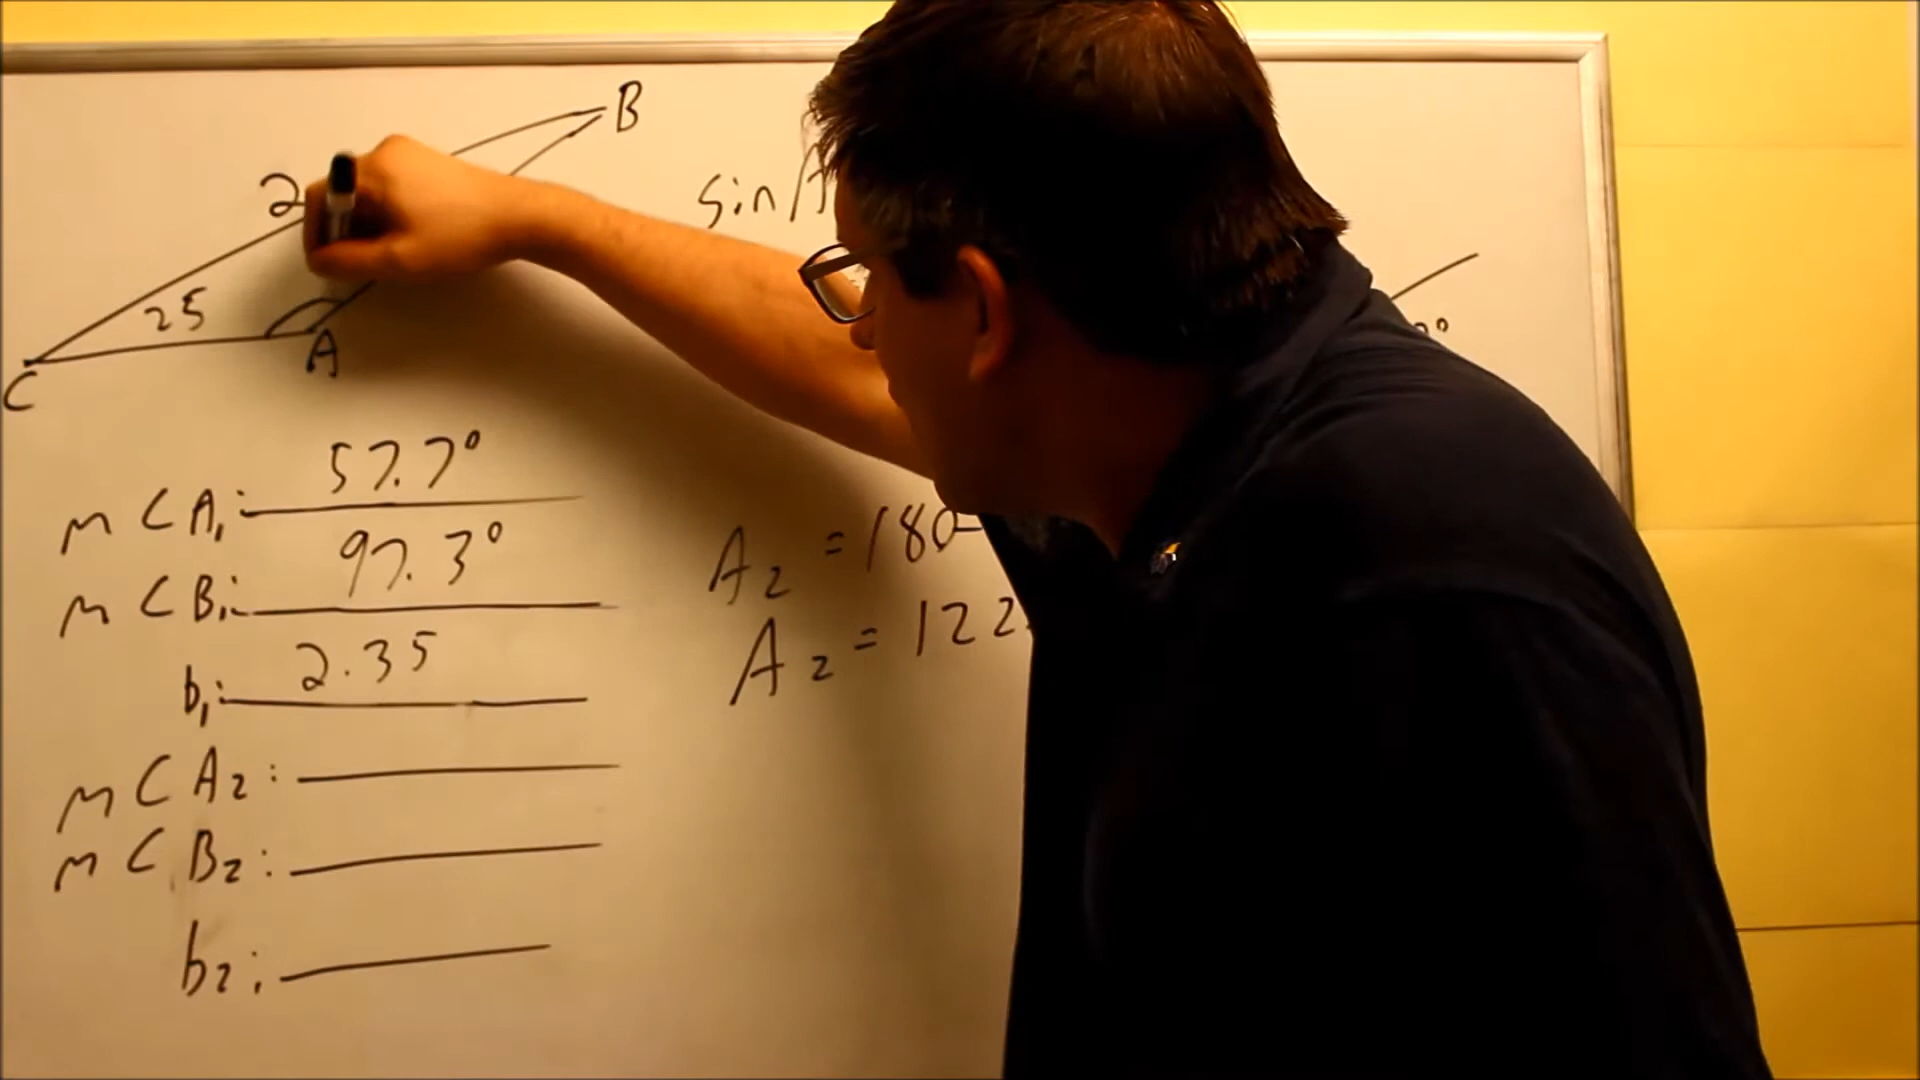 B
2
sin A
25
A
C
m < A₁: 57.7°
m < B₁: 97.3°
b₁: 2.35
m < A₂:
m < B₂:
b₂:
A₂ = 180-
A₂ = 122.